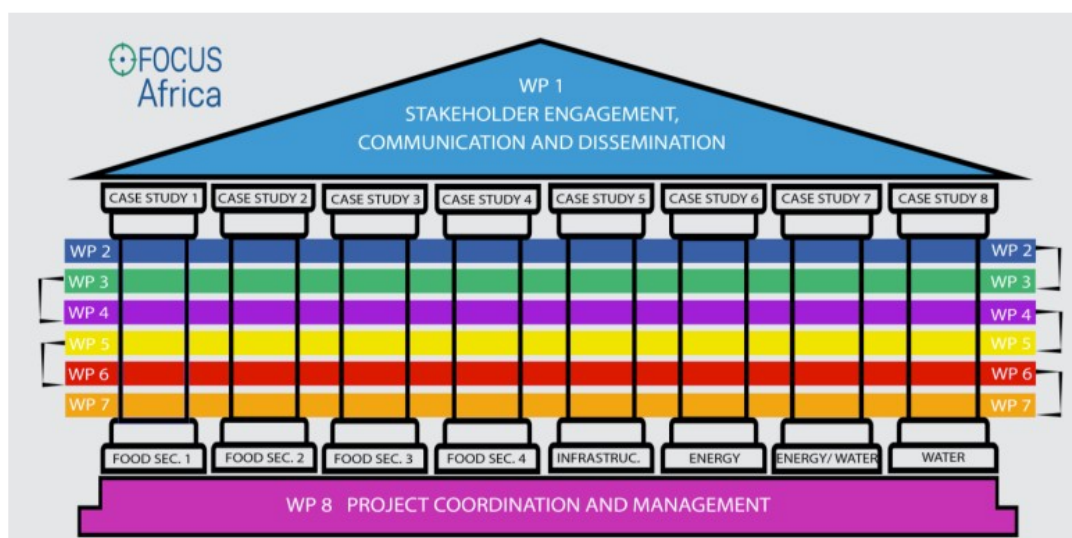 FOCUS
Africa
WP 1
STAKEHOLDER ENGAGEMENT,
COMMUNICATION AND DISSEMINATION
CASE STUDY 1 CASE STUDY 2 CASE STUDY 3 CASE STUDY 4 CASE STUDY 5 CASE STUDY 6 CASE STUDY 7 CASE STUDY 8
WP 2 WP 2
WP 3 WP 3
WP 4 WP 4
WP 5 WP 5
WP 6 WP 6
WP 7 WP 7
FOOD SEC. 1 FOOD SEC. 2 FOOD SEC. 3 FOOD SEC. 4 INFRASTRUC. ENERGY ENERGY/ WATER WATER
WP 8 PROJECT COORDINATION AND MANAGEMENT